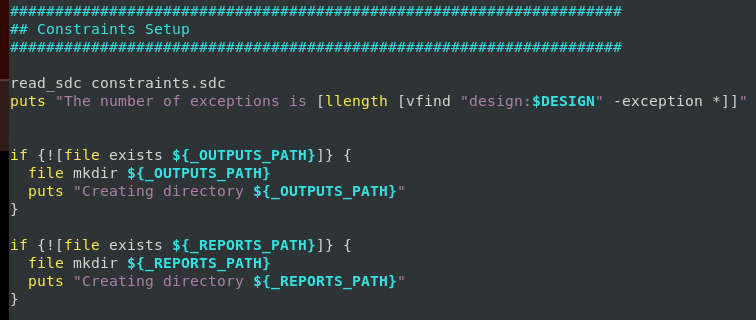 ####################################################################
## Constraints Setup
####################################################################
read_sdc constraints.sdc
puts "The number of exceptions is [llength [vfind "design:$DESIGN" -exception *]]"
if {![file exists ${_OUTPUTS_PATH}]} {
  file mkdir ${_OUTPUTS_PATH}
  puts "Creating directory ${_OUTPUTS_PATH}"
}
if {![file exists ${_REPORTS_PATH}]} {
  file mkdir ${_REPORTS_PATH}
  puts "Creating directory ${_REPORTS_PATH}"
}